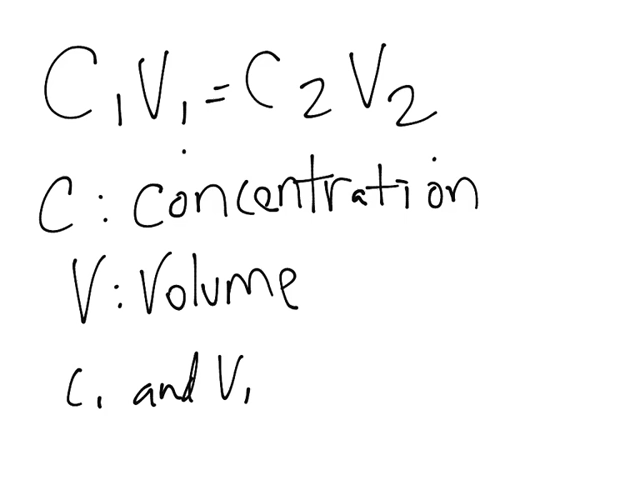 C₁V₁=C₂V₂
C: Concentration
V: Volume
C₁ and V₁